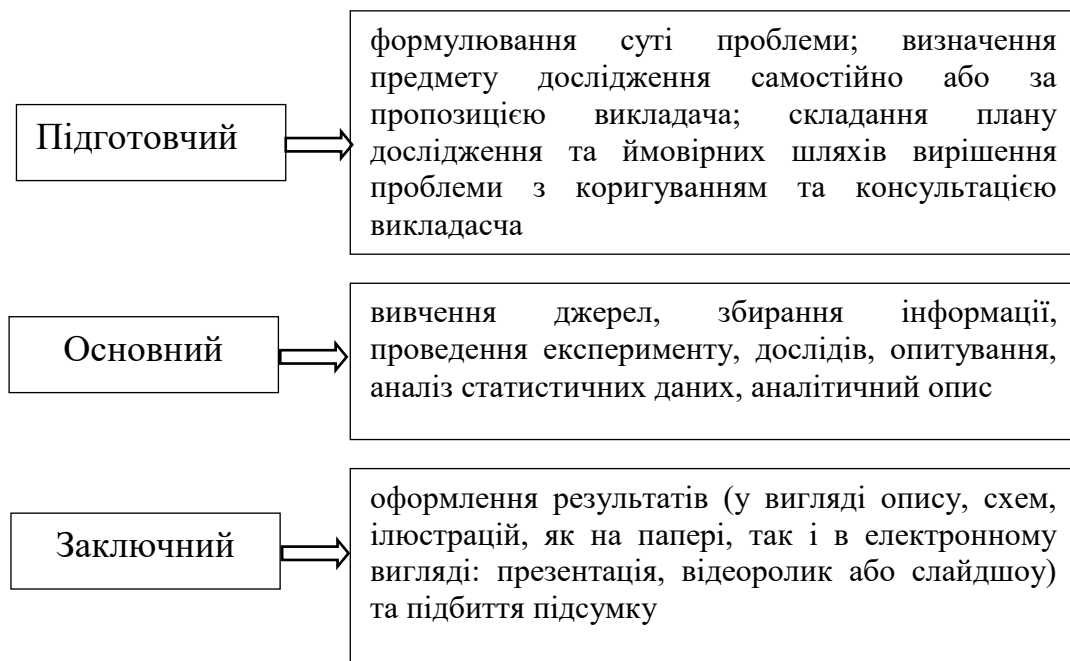 Підготовчий
формулювання суті проблеми; визначення
предмету дослідження самостійно або за
пропозицією викладача; складання плану
дослідження та ймовірних шляхів вирішення
проблеми з коригуванням та консультацією
викладасча
Основний
вивчення джерел, збирання інформації,
проведення експерименту, дослідів, опитування,
аналіз статистичних даних, аналітичний опис
Заключний
оформлення результатів (у вигляді опису, схем,
ілюстрацій, як на папері, так і в електронному
вигляді: презентація, відеоролик або слайдшоу)
та підбиття підсумку